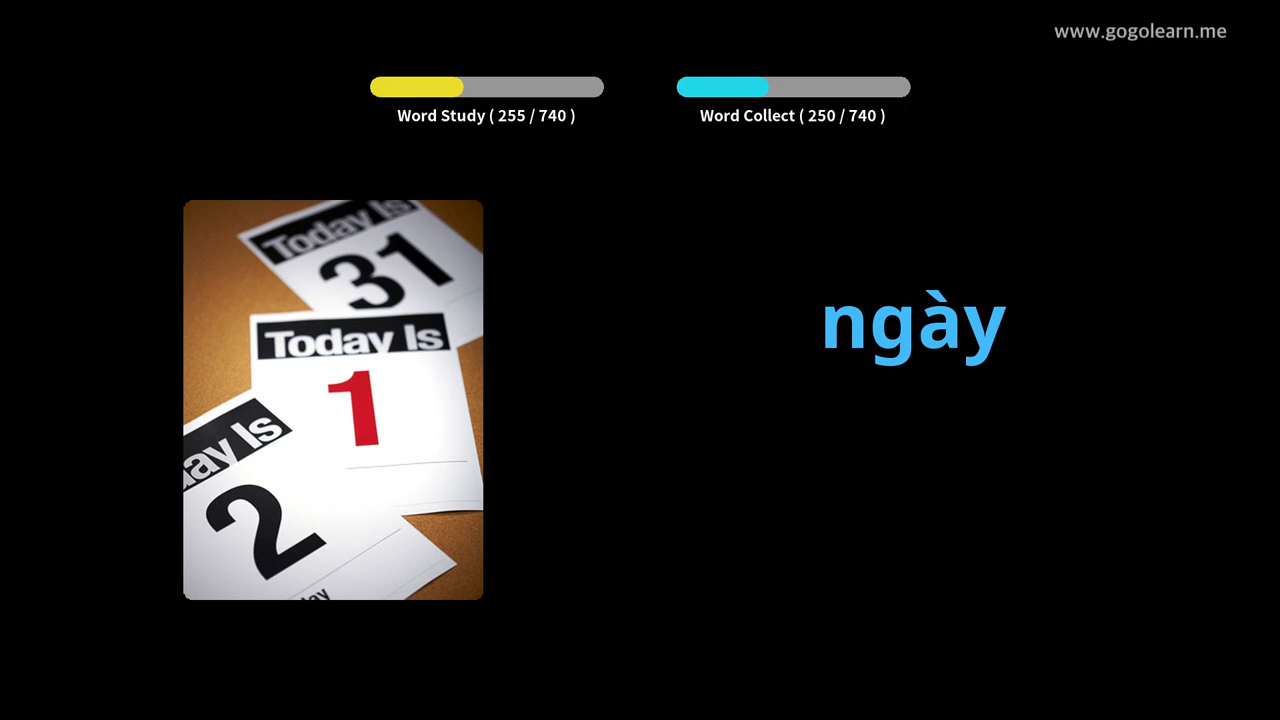 www.gogolearn.me
Word Study ( 255 / 740 )
Word Collect ( 250 / 740 )
Today Is
31
Today Is
1
ay Is
2
ngày